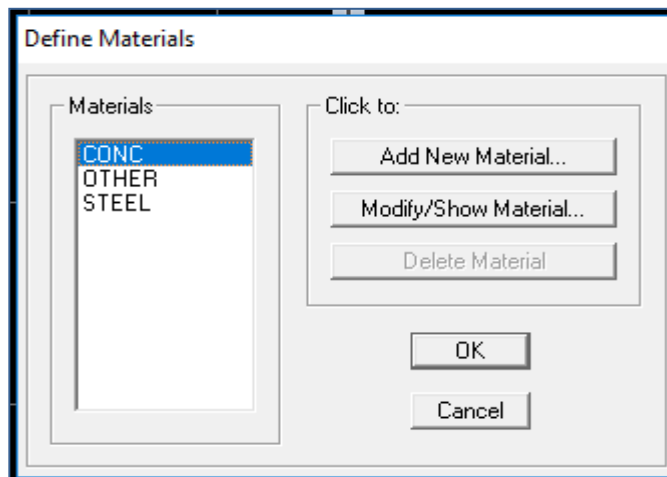 Define Materials
Materials
CONC
OTHER
STEEL
Click to:
Add New Material...
Modify/Show Material...
Delete Material
OK
Cancel